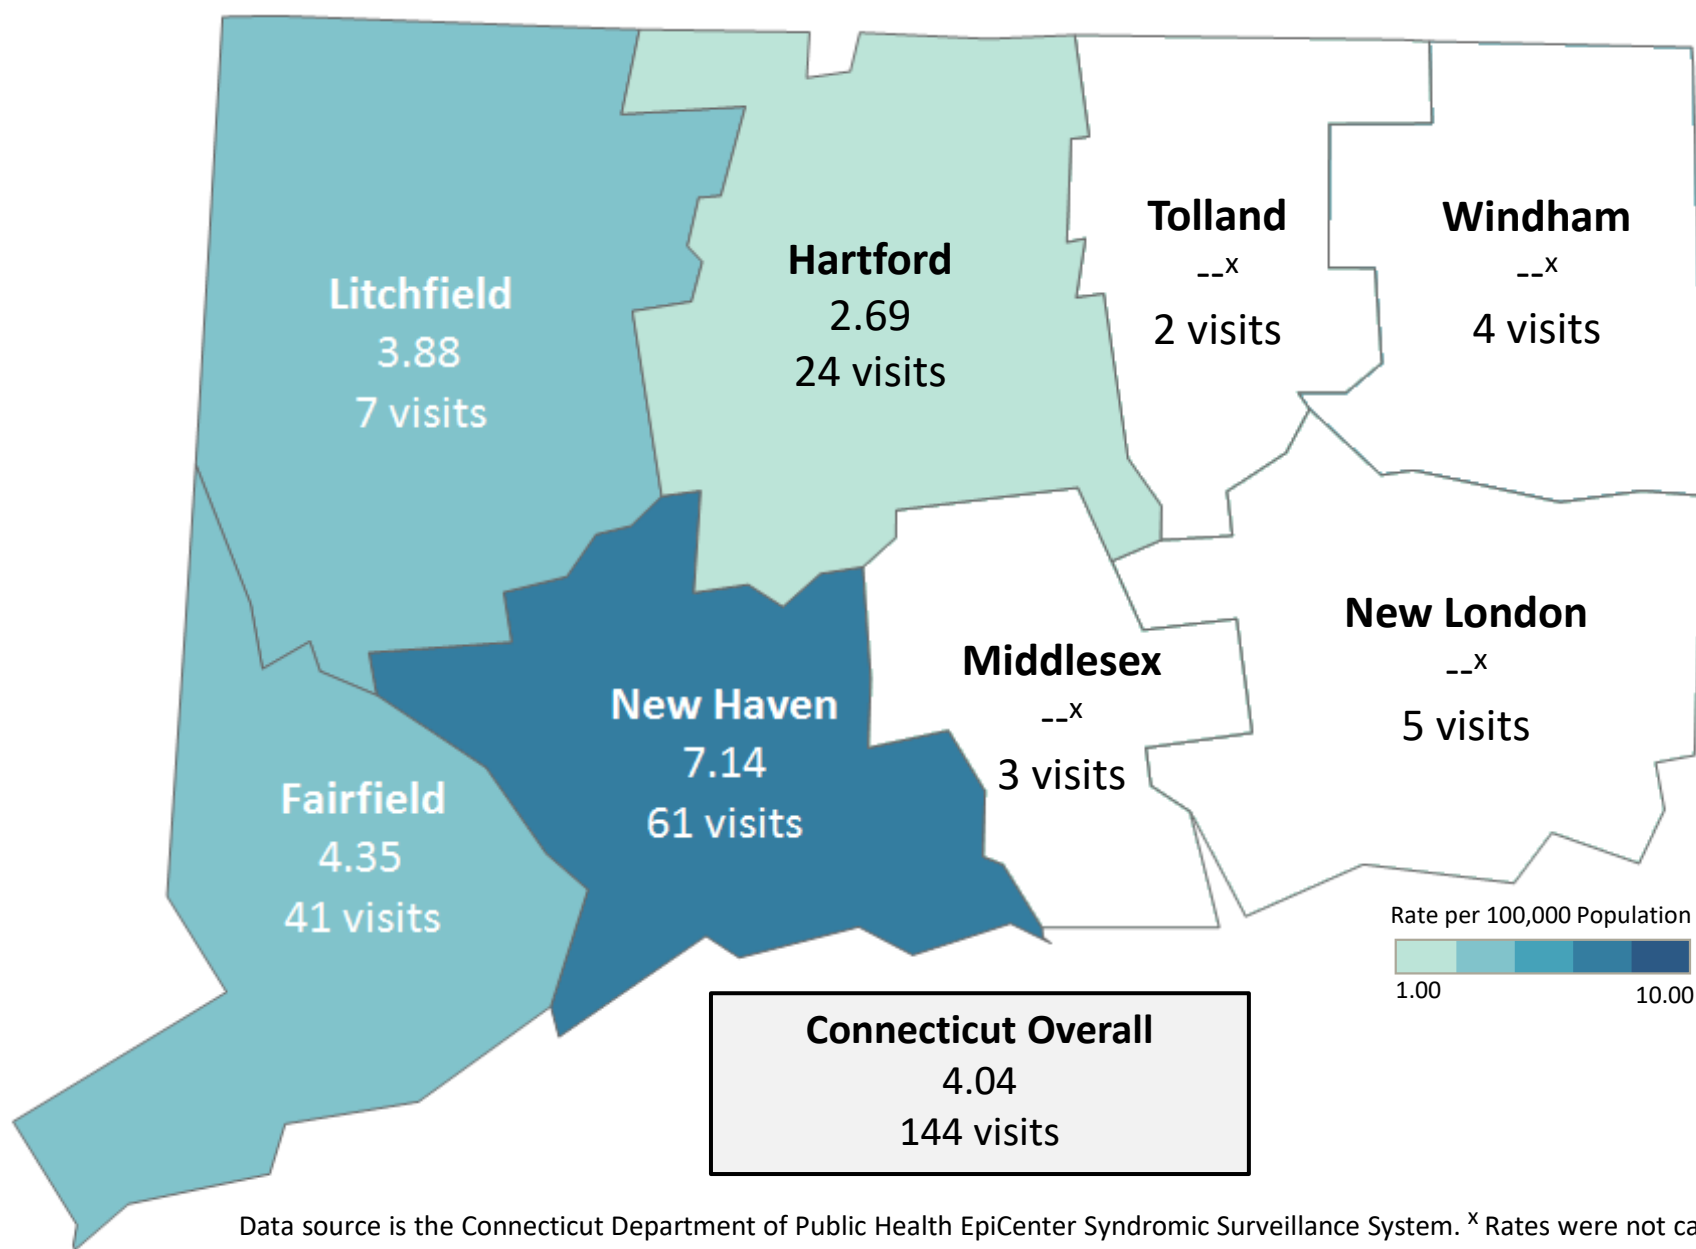 Litchfield
3.88
7 visits
Hartford
2.69
24 visits
Tolland
--x
2 visits
Windham
--x
4 visits
Fairfield
4.35
41 visits
New Haven
7.14
61 visits
Middlesex
--x
3 visits
New London
--x
5 visits
Rate per 100,000 Population
1.00 10.00
Connecticut Overall
4.04
144 visits
Data source is the Connecticut Department of Public Health EpiCenter Syndromic Surveillance System. x Rates were not